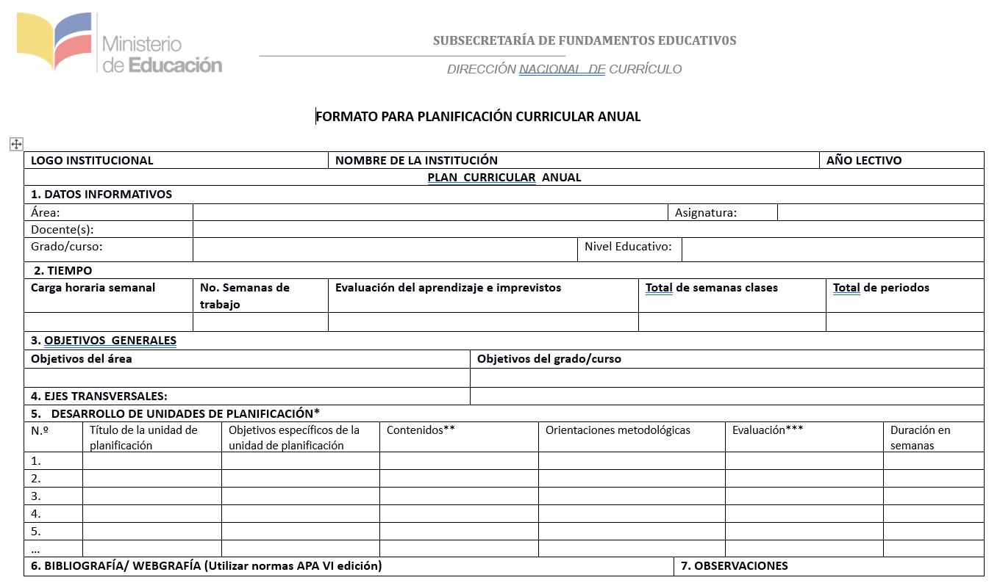 Ministerio
de Educación
SUBSECRETARÍA DE FUNDAMENTOS EDUCATIV0S
DIRECCIÓN NACIONAL DE CURRÍCULO
FORMATO PARA PLANIFICACIÓN CURRICULAR ANUAL
LOGO INSTITUCIONAL NOMBRE DE LA INSTITUCIÓN AÑO LECTIVO
PLAN CURRICULAR ANUAL
1. DATOS INFORMATIVOS
Área: Asignatura:
Docente(s):
Grado/curso: Nivel Educativo:
2. TIEMPO
Carga horaria semanal No. Semanas de trabajo Evaluación del aprendizaje e imprevistos Total de semanas clases Total de periodos
3. OBJETIVOS GENERALES
Objetivos del área Objetivos del grado/curso
4. EJES TRANSVERSALES:
5. DESARROLLO DE UNIDADES DE PLANIFICACIÓN*
N.º Título de la unidad de planificación Objetivos específicos de la unidad de planificación Contenidos** Orientaciones metodológicas Evaluación*** Duración en semanas
1.
2.
3.
4.
5.
...
6. BIBLIOGRAFÍA/ WEBGRAFÍA (Utilizar normas APA VI edición) 7. OBSERVACIONES